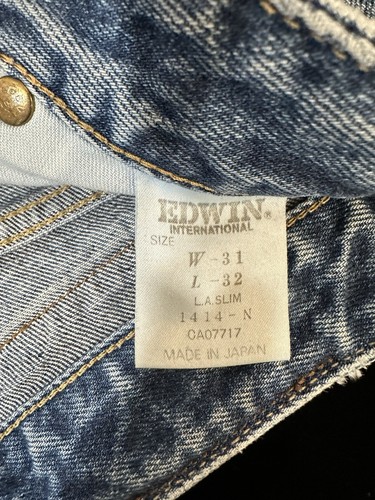 EDWIN®
INTERNATIONAL
SIZE
W - 31
L - 32
L.A.SLIM
1414-N
CA07717
MADE IN JAPAN